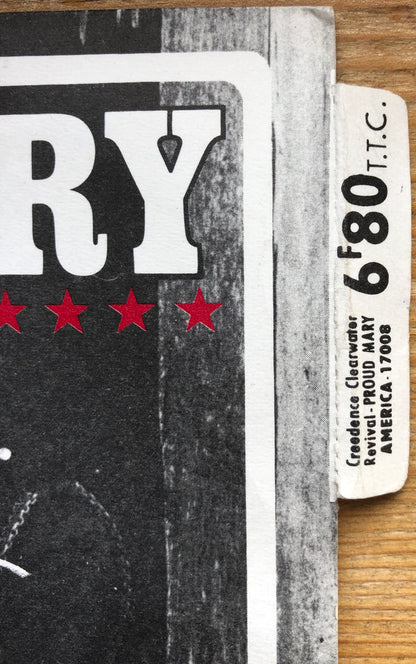 RY
6F80 T.T.C.
Creedence Clearwater
Revival-PROUD MARY
AMERICA-17008